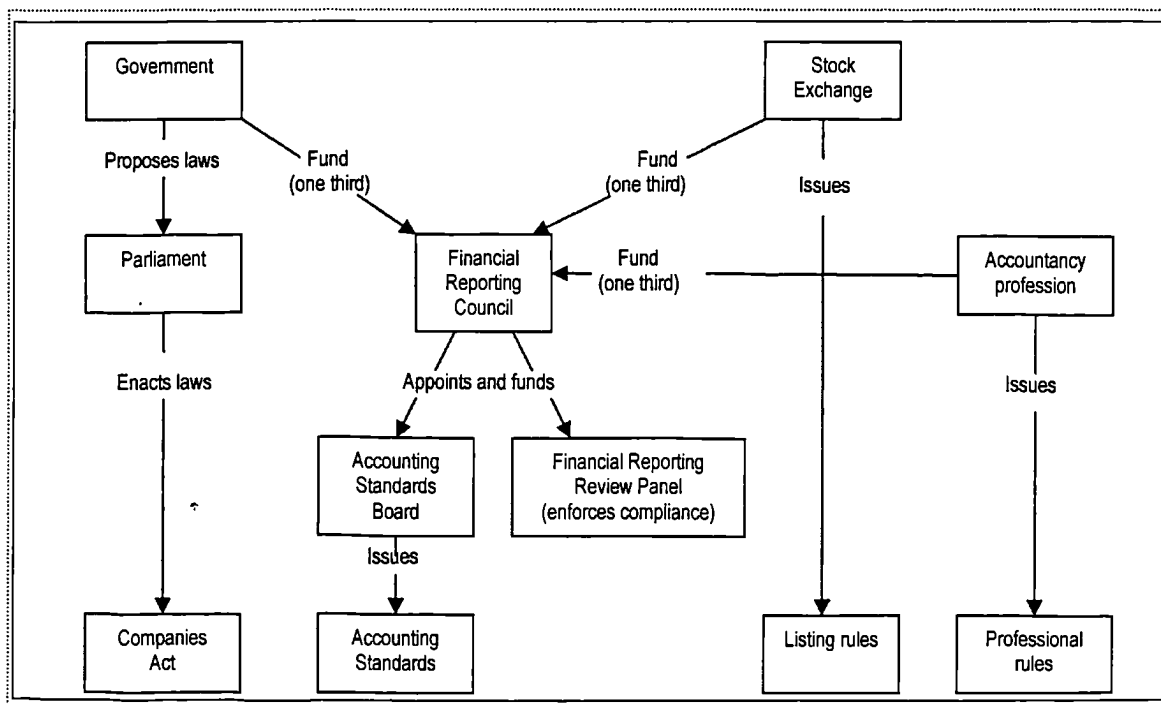 Government
Stock
Exchange
Proposes laws
Fund
(one third)
Fund
(one third)
Issues
Parliament
Financial
Reporting
Council
Fund
(one third)
Accountancy
profession
Enacts laws
Appoints and funds
Issues
Accounting
Standards
Board
Financial Reporting
Review Panel
(enforces compliance)
Issues
Companies
Act
Accounting
Standards
Listing rules
Professional
rules